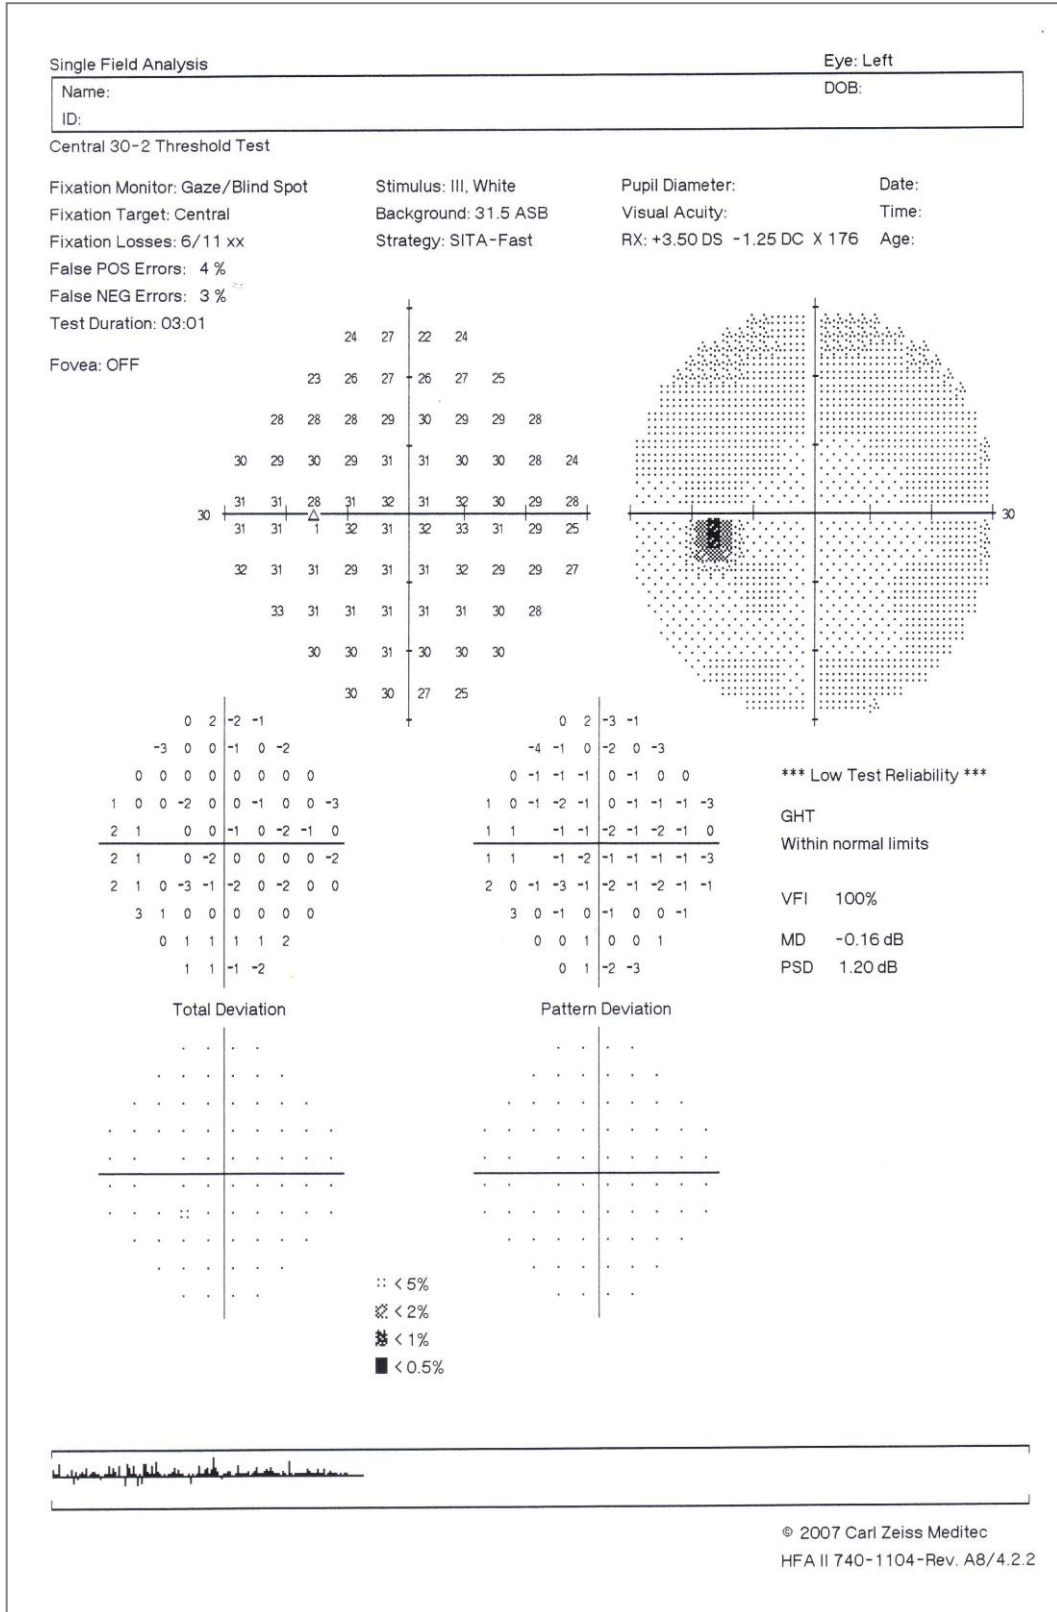 Single Field Analysis Eye: Left
Name: DOB:
ID:
Central 30-2 Threshold Test
Fixation Monitor: Gaze/Blind Spot Stimulus: III, White Pupil Diameter: Date:
Fixation Target: Central Background: 31.5 ASB Visual Acuity: Time:
Fixation Losses: 6/11 xx Strategy: SITA-Fast RX: +3.50 DS -1.25 DC X 176 Age:
False POS Errors: 4 %
False NEG Errors: 3 %
Test Duration: 03:01
Fovea: OFF
24 27 22 24
23 26 27 26 27 25
28 28 28 29 30 29 29 28
30 29 30 29 31 31 30 30 28 24
31 31 28 31 32 31 32 30 29 28
30 30
31 31 1 32 31 32 33 31 29 25
32 31 31 29 31 31 32 29 29 27
33 31 31 31 31 31 30 28
30 30 31 30 30 30
30 30 27 25
0 2 -2 -1 0 2 -3 -1
-3 0 0 -1 0 -2 -4 -1 0 -2 0 -3
0 0 0 0 0 0 0 0 0 -1 -1 -1 0 -1 0 0
1 0 0 -2 0 0 -1 0 0 -3 1 0 -1 -2 -1 0 -1 -1 -1 -3
2 1 0 0 -1 0 -2 -1 0 1 1 -1 -1 -2 -1 -2 -1 0
2 1 0 -2 0 0 0 0 -2 1 1 -1 -2 -1 -1 -1 -1 -3
2 1 0 -3 -1 -2 0 -2 0 0 2 0 -1 -3 -1 -2 -1 -2 -1 -1
3 1 0 0 0 0 0 0 3 0 -1 0 -1 0 0 -1
0 1 1 1 1 2 0 0 1 0 0 1
1 1 -1 -2 0 1 -2 -3
*** Low Test Reliability ***
GHT
Within normal limits
VFI 100%
MD -0.16 dB
PSD 1.20 dB
Total Deviation Pattern Deviation
< 5%
< 2%
< 1%
< 0.5%
© 2007 Carl Zeiss Meditec
HFA II 740-1104-Rev. A8/4.2.2